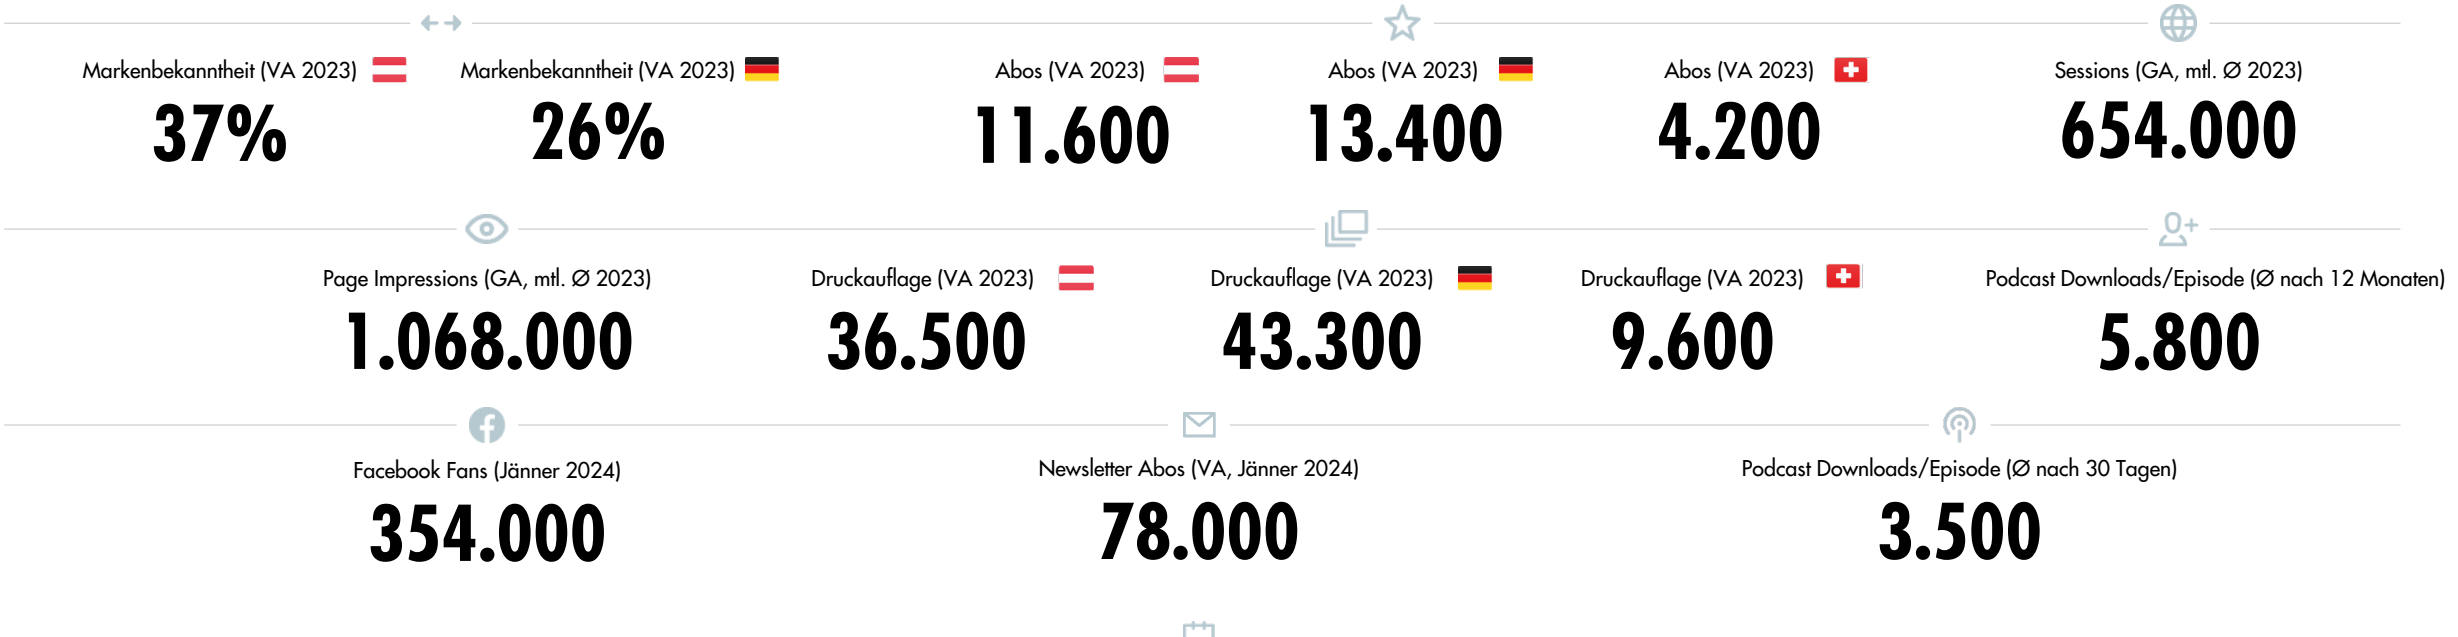 Markenbekanntheit (VA 2023) Markenbekanntheit (VA 2023) Abos (VA 2023) Abos (VA 2023) Abos (VA 2023) Sessions (GA, mtl. Ø 2023)
37% 26% 11.600 13.400 4.200 654.000
Page Impressions (GA, mtl. Ø 2023) Druckauflage (VA 2023) Druckauflage (VA 2023) Druckauflage (VA 2023) Podcast Downloads/Episode (Ø nach 12 Monaten)
1.068.000 36.500 43.300 9.600 5.800
Facebook Fans (Jänner 2024) Newsletter Abos (VA, Jänner 2024) Podcast Downloads/Episode (Ø nach 30 Tagen)
354.000 78.000 3.500